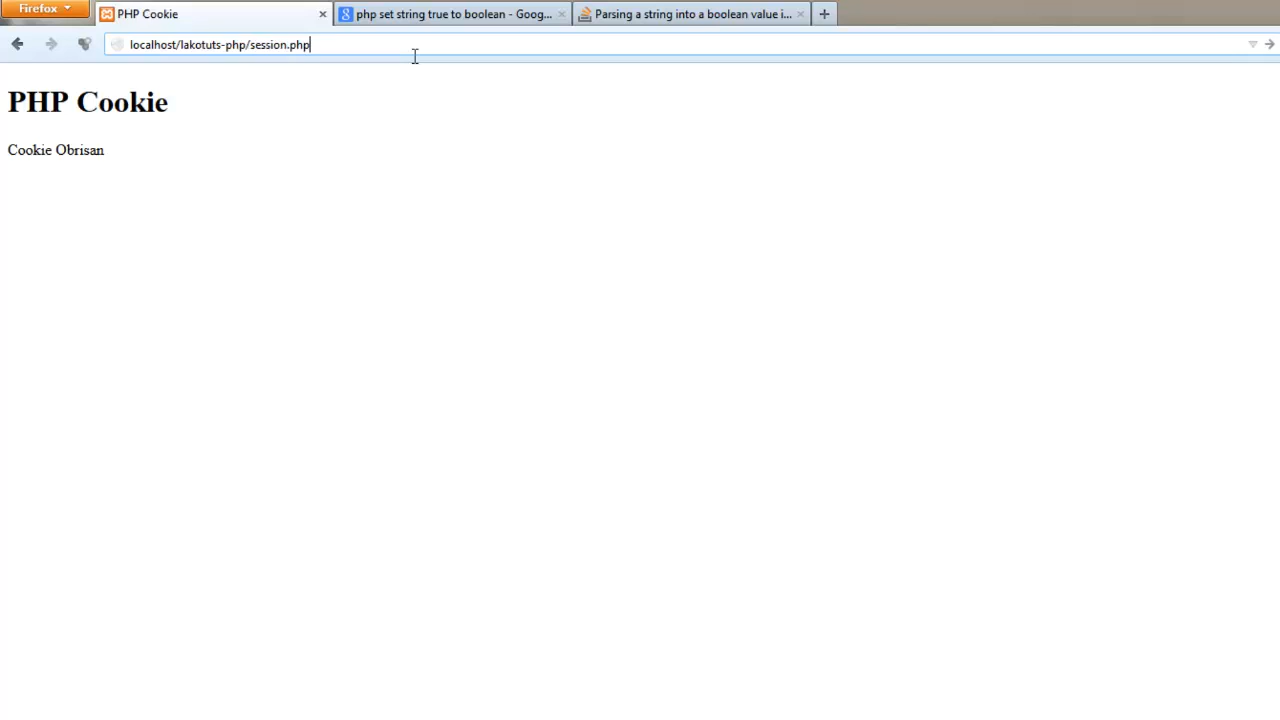 Firefox
PHP Cookie
php set string true to boolean - Goog...
Parsing a string into a boolean value i...
localhost/lakotuts-php/session.php
PHP Cookie
Cookie Obrisan